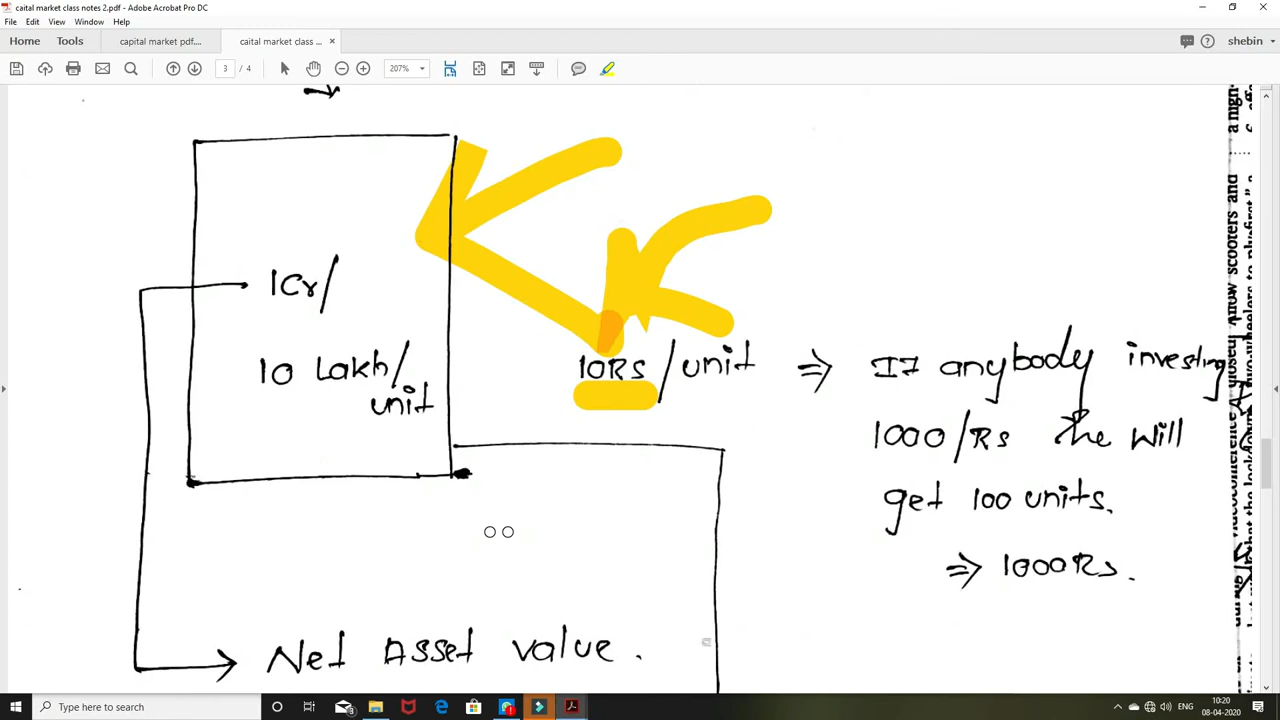 caital market class notes 2.pdf - Adobe Acrobat Pro DC
File Edit View Window Help
Home Tools capital market pdf.... caital market class ... × shebin
3 / 4 207%
1Cr/
10 Lakh/
unit
10RS/unit ⇒ If anybody investing
1000/Rs the will
get 100 units.
⇒ 1000Rs.
Net Asset value.
mount scooters and
Type here to search
ENG
10:20
08-04-2020